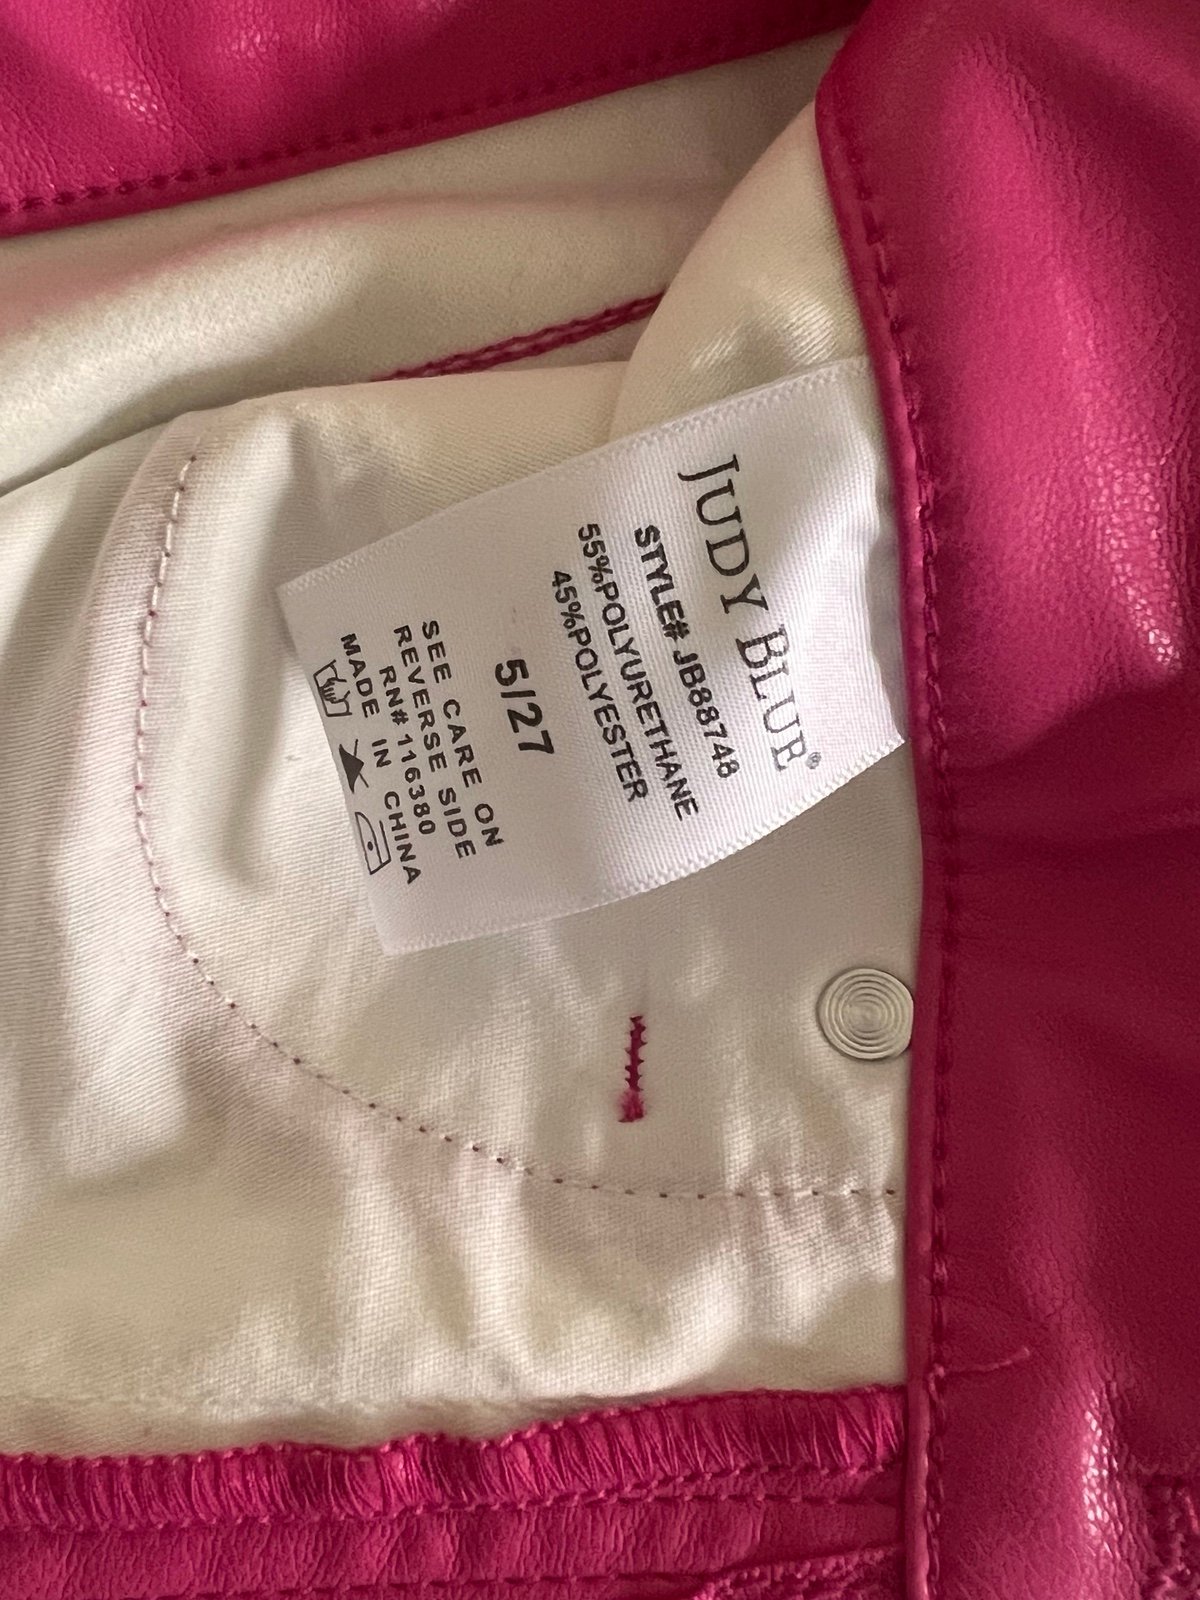 JUDY BLUE®
STYLE# JB88748
55%POLYURETHANE
45%POLYESTER
5/27
SEE CARE ON
REVERSE SIDE
RN# 116380
MADE IN CHINA